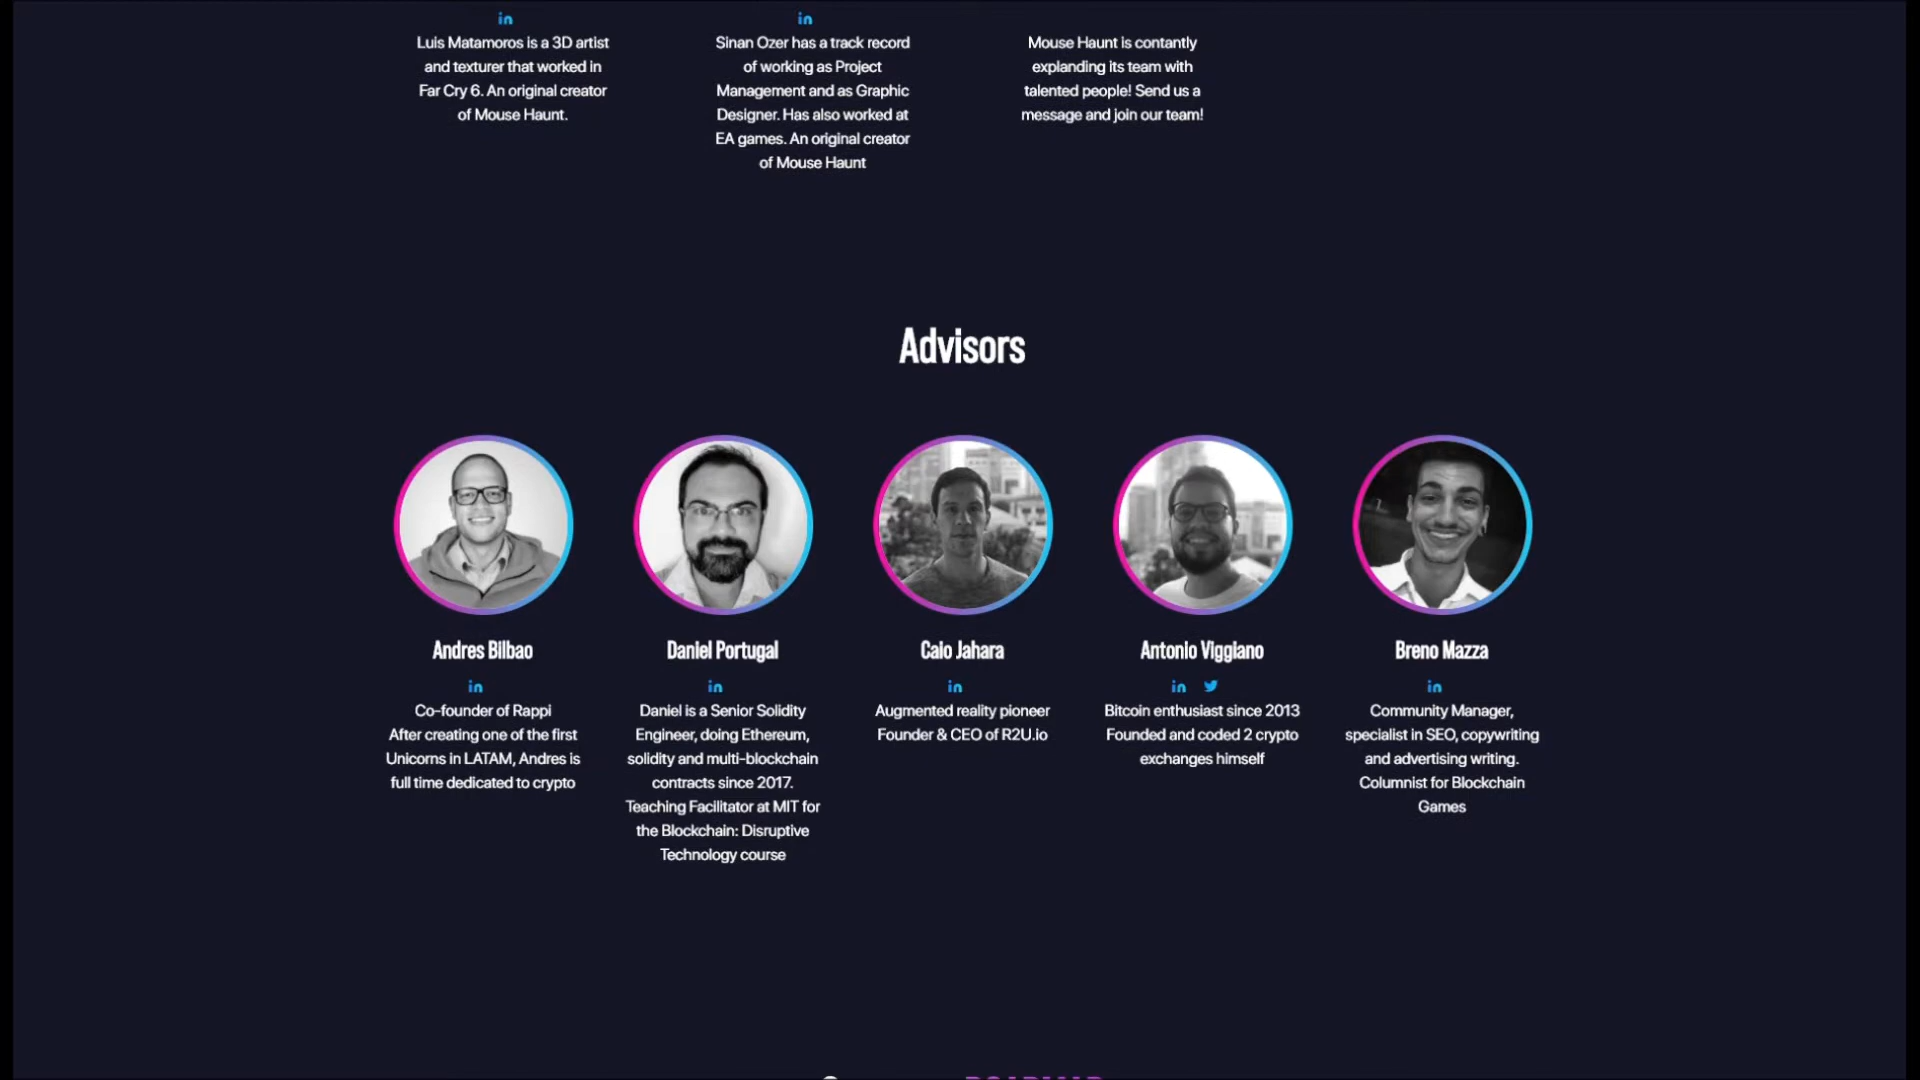 Luis Matamoros is a 3D artist
and texturer that worked in
Far Cry 6. An original creator
of Mouse Haunt.
Sinan Ozer has a track record
of working as Project
Management and as Graphic
Designer. Has also worked at
EA games. An original creator
of Mouse Haunt
Mouse Haunt is contantly
explanding its team with
talented people! Send us a
message and join our team!
Advisors
Andres Bilbao
Co-founder of Rappi
After creating one of the first
Unicorns in LATAM, Andres is
full time dedicated to crypto
Daniel Portugal
Daniel is a Senior Solidity
Engineer, doing Ethereum,
solidity and multi-blockchain
contracts since 2017.
Teaching Facilitator at MIT for
the Blockchain: Disruptive
Technology course
Caio Jahara
Augmented reality pioneer
Founder & CEO of R2U.io
Antonio Viggiano
Bitcoin enthusiast since 2013
Founded and coded 2 crypto
exchanges himself
Breno Mazza
Community Manager,
specialist in SEO, copywriting
and advertising writing.
Columnist for Blockchain
Games